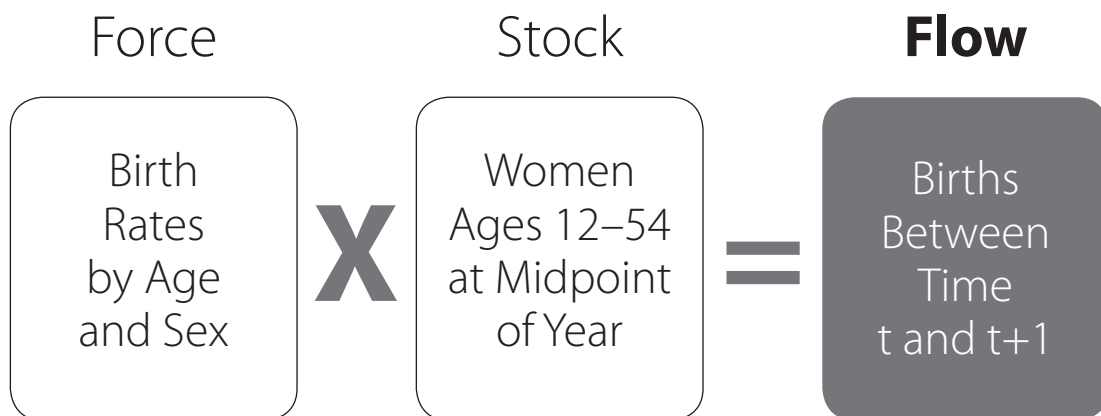 Force
Stock
Flow
Birth
Rates
by Age
and Sex
X
Women
Ages 12–54
at Midpoint
of Year
=
Births
Between
Time
t and t+1